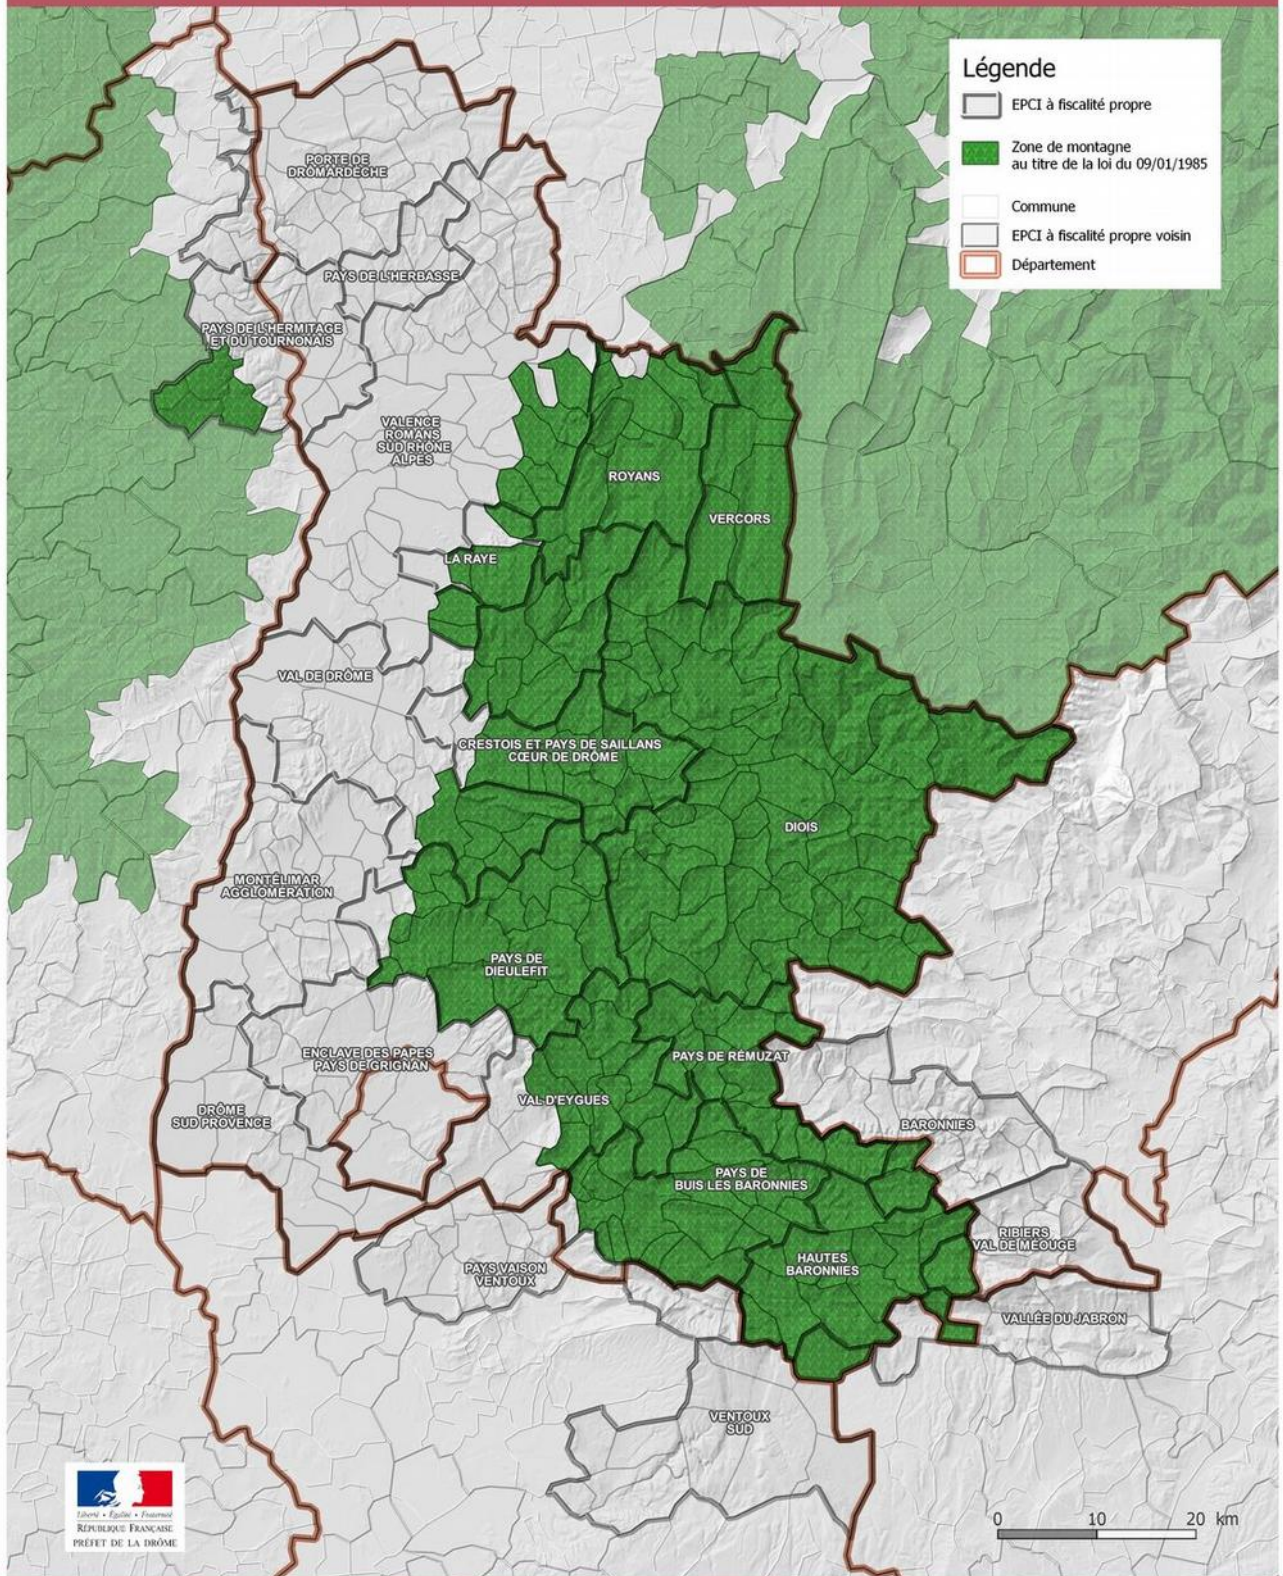 Légende
EPCI à fiscalité propre
Zone de montagne
au titre de la loi du 09/01/1985
Commune
EPCI à fiscalité propre voisin
Département
PORTE DE
DRÔMARDÈCHE
PAYS DE L'HERBASSE
PAYS DE L'HERMITAGE
ET DU TOURNONAIS
VALENCE
ROMANS
SUD RHÔNE
ALPES
ROYANS
VERCORS
LA RAYE
VAL DE DRÔME
CRESTOIS ET PAYS DE SAILLANS
CŒUR DE DRÔME
DIOIS
MONTÉLIMAR
AGGLOMÉRATION
PAYS DE
DIEULEFIT
ENCLAVE DES PAPES
PAYS DE GRIGNAN
PAYS DE RÉMUZAT
VAL D'EYGUES
DRÔME
SUD PROVENCE
BARONNIES
PAYS DE
BUIS LES BARONNIES
RIBIERS
VAL DE MÉOUGE
HAUTES
BARONNIES
PAYS VAISON
VENTOUX
VALLÉE DU JABRON
VENTOUX
SUD
Liberté • Égalité • Fraternité
RÉPUBLIQUE FRANÇAISE
PRÉFET DE LA DRÔME
0 10 20 km